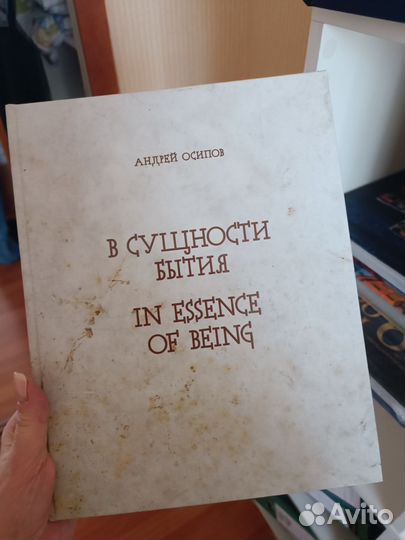 АНДРЕЙ ОСИПОВ
В СУЩНОСТИ
БЫТИЯ
IN ESSENCE
OF BEING
Avito